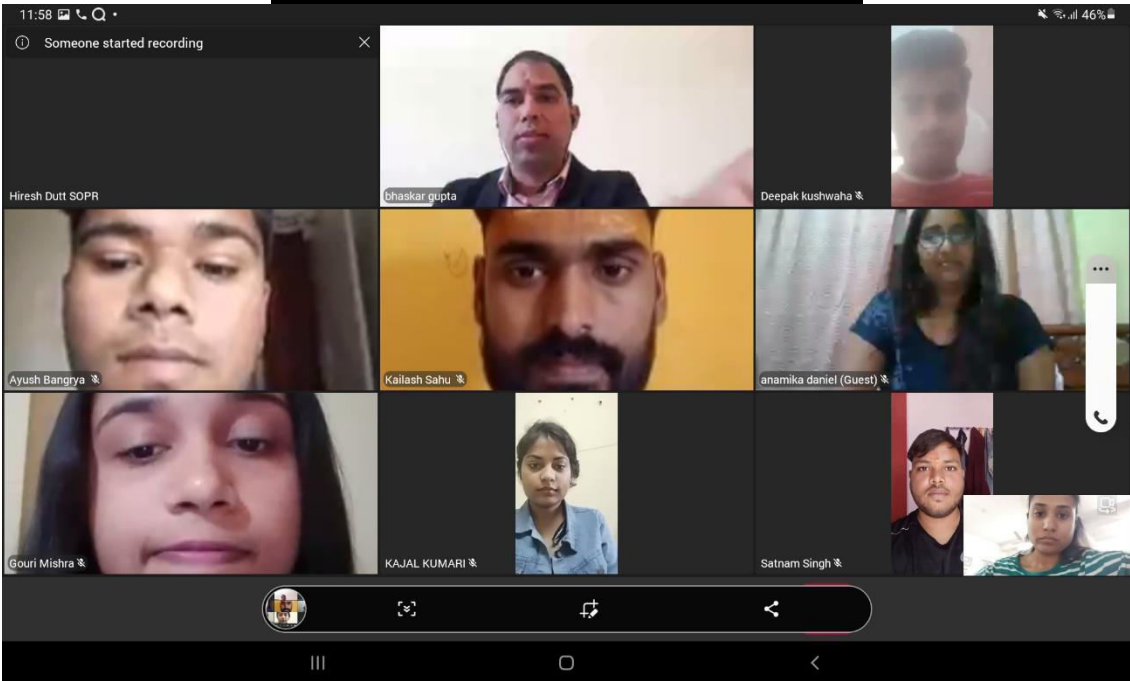 11:58
46%
Someone started recording
Hiresh Dutt SOPR
bhaskar gupta
Deepak kushwaha
Ayush Bangrya
Kailash Sahu
anamika daniel (Guest)
Gouri Mishra
KAJAL KUMARI
Satnam Singh